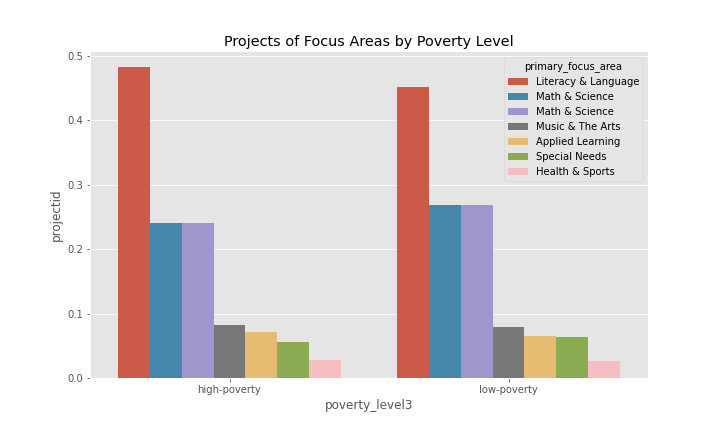 Projects of Focus Areas by Poverty Level
primary_focus_area
Literacy & Language
Math & Science
Math & Science
Music & The Arts
Applied Learning
Special Needs
Health & Sports
projectid
0.5
0.4
0.3
0.2
0.1
0.0
high-poverty
low-poverty
poverty_level3